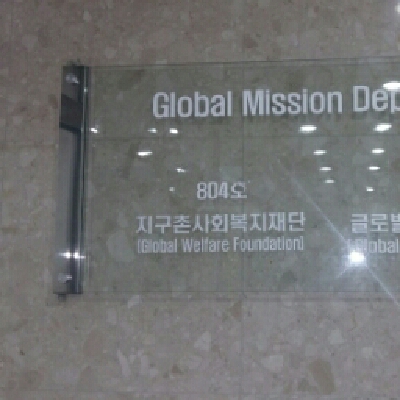 Global Mission Dep
804호
지구촌사회복지재단 글로벌
(Global Welfare Foundation) (Global